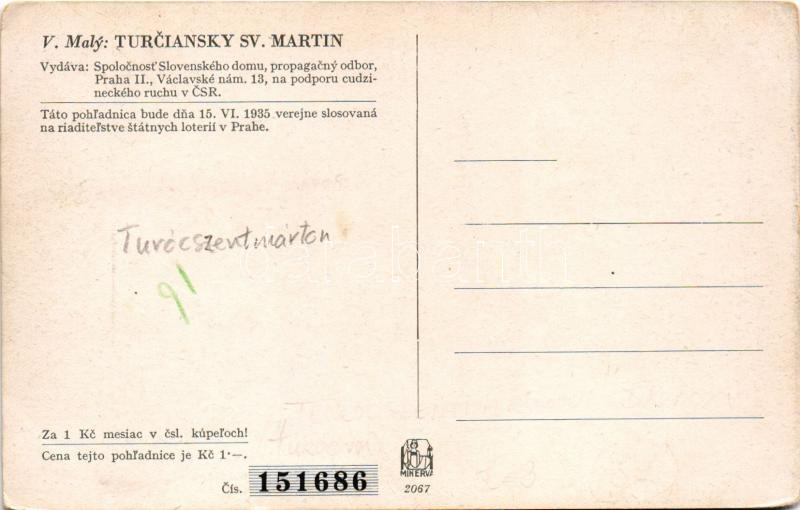 V. Malý: TURČIANSKY SV. MARTIN
Vydáva: Spoločnosť Slovenského domu, propagačný odbor,
Praha II., Václavské nám. 13, na podporu cudzi-
neckého ruchu v ČSR.
Táto pohľadnica bude dňa 15. VI. 1935 verejne slosovaná
na riaditeľstve štátnych loterií v Prahe.
Turócszentmárton
91
darabanth
Za 1 Kč mesiac v čsl. kúpeľoch!
Cena tejto pohľadnice je Kč 1·—.
Čís. 151686
MINERVA
2067